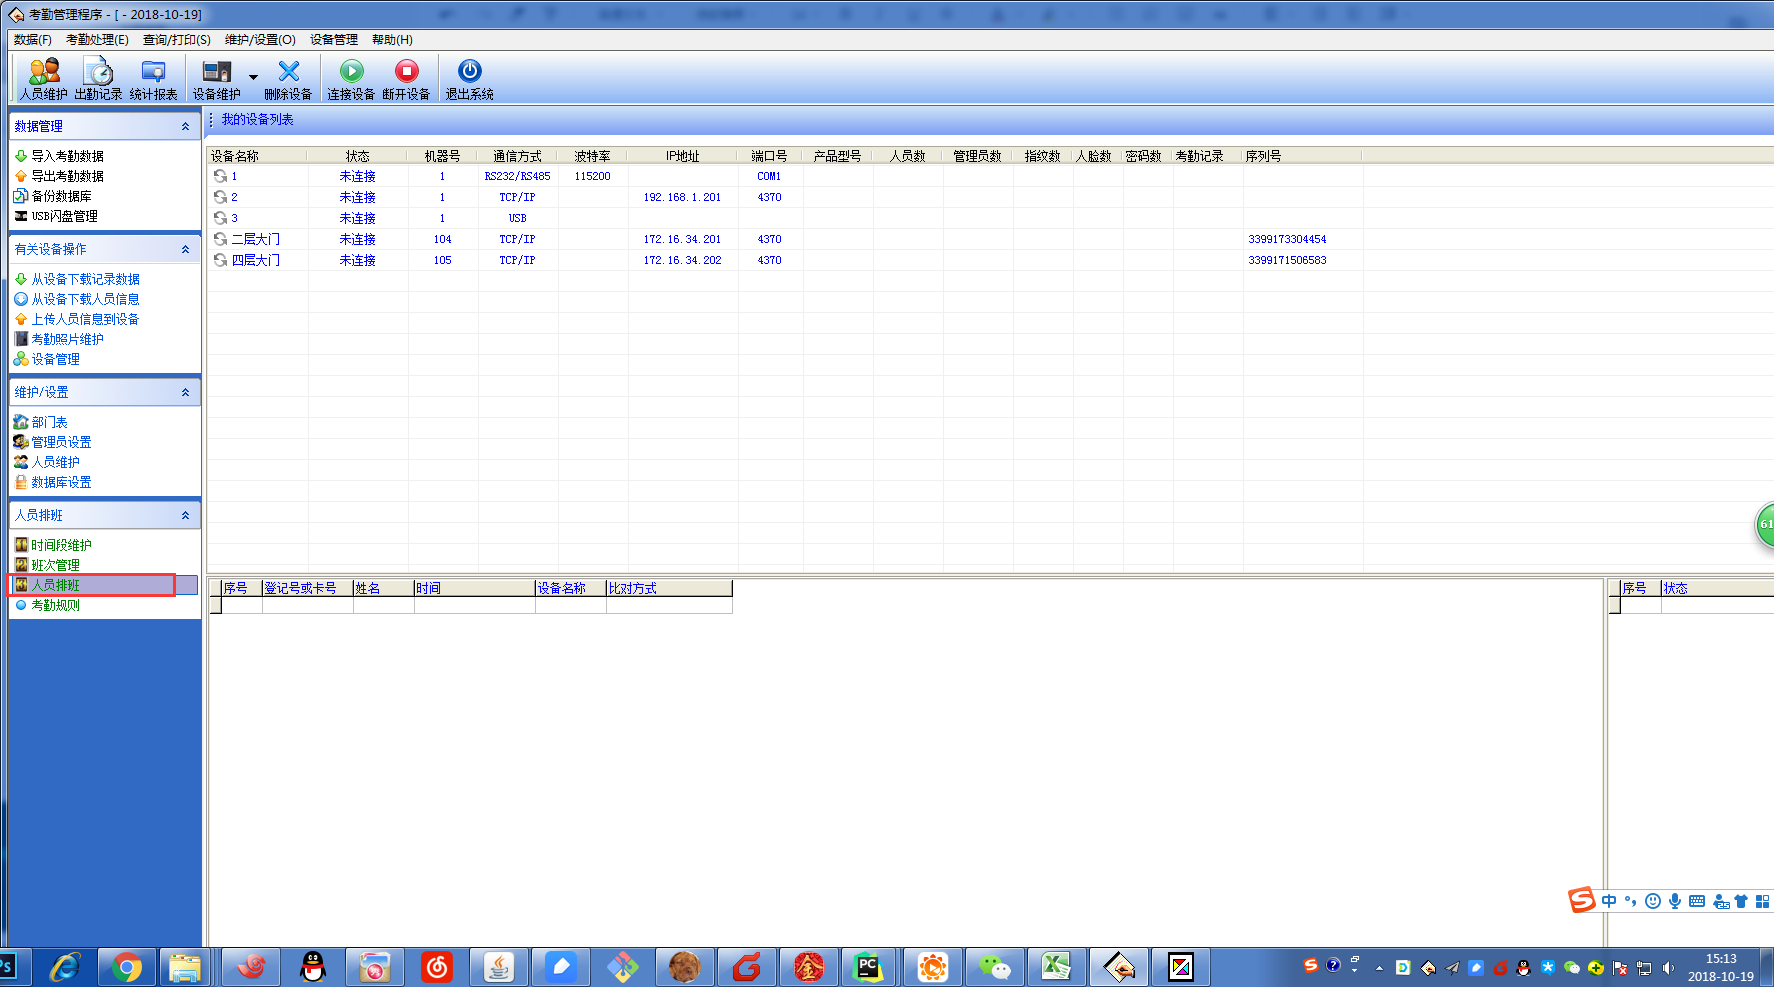 考勤管理程序 - [ - 2018-10-19]
数据(F) 考勤处理(E) 查询/打印(S) 维护/设置(O) 设备管理 帮助(H)
人员维护 出勤记录 统计报表 设备维护 删除设备 连接设备 断开设备 退出系统
数据管理
导入考勤数据
导出考勤数据
备份数据库
USB闪盘管理
有关设备操作
从设备下载记录数据
从设备下载人员信息
上传人员信息到设备
考勤照片维护
设备管理
维护/设置
部门表
管理员设置
人员维护
数据库设置
人员排班
时间段维护
班次管理
人员排班
考勤规则
我的设备列表
设备名称 状态 机器号 通信方式 波特率 IP地址 端口号 产品型号 人员数 管理员数 指纹数 人脸数 密码数 考勤记录 序列号
1 未连接 1 RS232/RS485 115200 COM1
2 未连接 1 TCP/IP 192.168.1.201 4370
3 未连接 1 USB
二层大门 未连接 104 TCP/IP 172.16.34.201 4370 3399173304454
四层大门 未连接 105 TCP/IP 172.16.34.202 4370 3399171506583
61
序号 登记号或卡号 姓名 时间 设备名称 比对方式
序号 状态
中
Ps
PC
15:13
2018-10-19